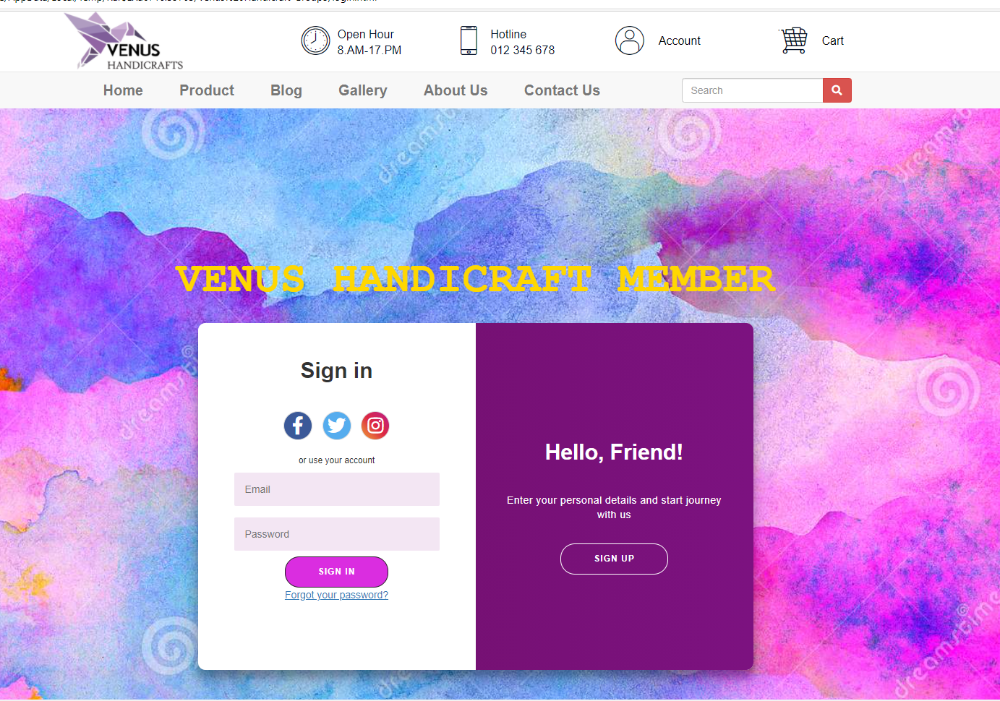 VENUS
HANDICRAFTS
Open Hour
8.AM-17.PM
Hotline
012 345 678
Account
Cart
Home Product Blog Gallery About Us Contact Us Search
VENUS HANDICRAFT MEMBER
Sign in
or use your account
Email
Password
SIGN IN
Forgot your password?
Hello, Friend!
Enter your personal details and start journey
with us
SIGN UP
dreamstime